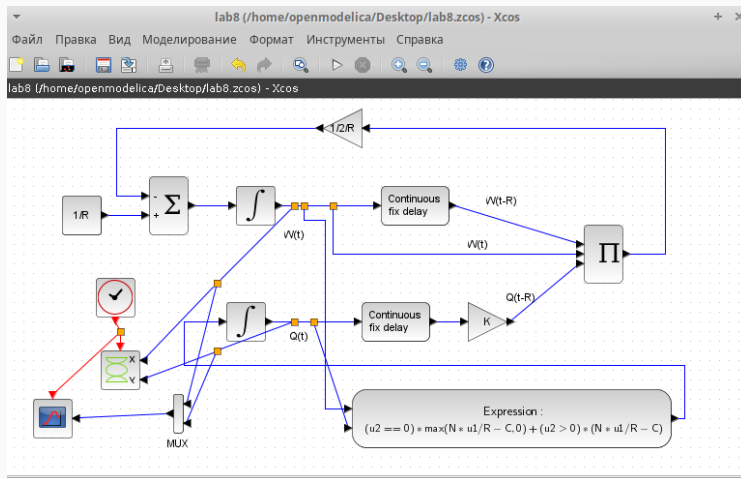 lab8 (/home/openmodelica/Desktop/lab8.zcos) - Xcos
Файл Правка Вид Моделирование Формат Инструменты Справка
lab8 (/home/openmodelica/Desktop/lab8.zcos) - Xcos
1/2/R
-
+
Σ
∫
1/R
Continuous
fix delay
W(t-R)
W(t)
W(t)
Π
Q(t-R)
∫
Q(t)
Continuous
fix delay
K
X
Y
MUX
Expression :
(u2 == 0) * max(N * u1/R − C, 0) + (u2 > 0) * (N * u1/R − C)